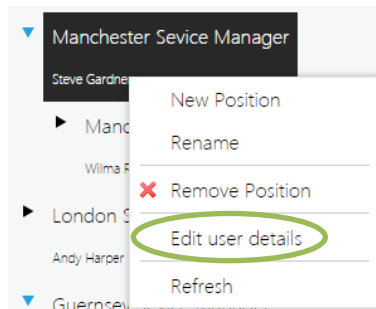 Manchester Sevice Manager
Steve Gardne
New Position
Manc
Rename
Wilma
Remove Position
London
Edit user details
Andy Harper
Refresh
Guernsey